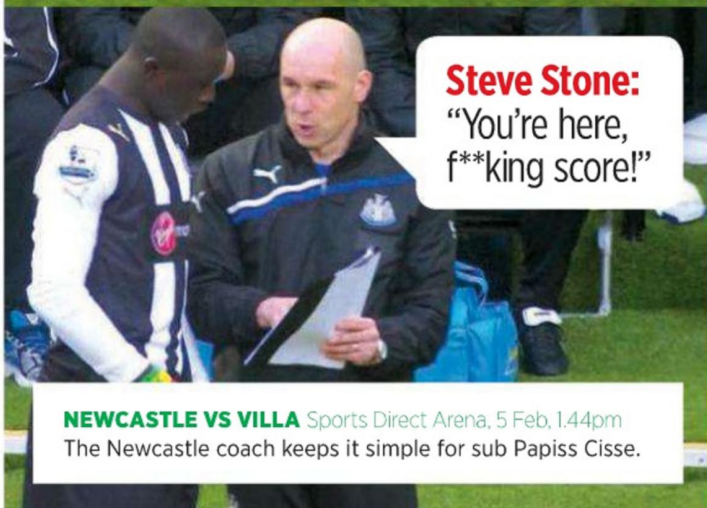 Steve Stone:
“You’re here,
f**king score!”
Virgin
NEWCASTLE VS VILLA Sports Direct Arena, 5 Feb, 1.44pm
The Newcastle coach keeps it simple for sub Papiss Cisse.